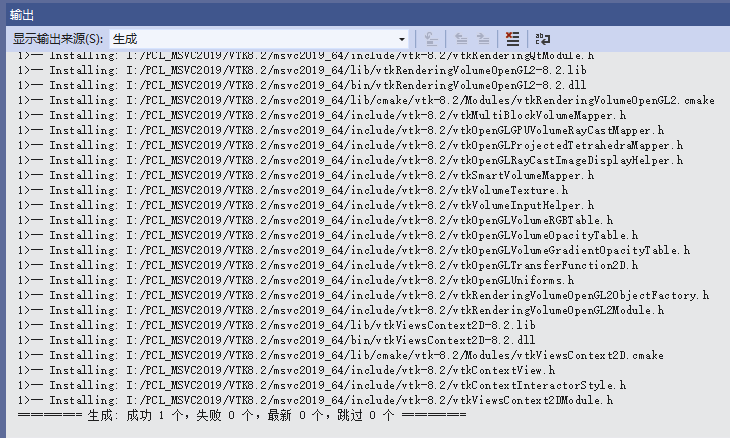 输出
显示输出来源(S): 生成
1>-- Installing: I:/PCL_MSVC2019/VTK8.2/msvc2019_64/include/vtk-8.2/vtkRenderingQtModule.h
1>-- Installing: I:/PCL_MSVC2019/VTK8.2/msvc2019_64/lib/vtkRenderingVolumeOpenGL2-8.2.lib
1>-- Installing: I:/PCL_MSVC2019/VTK8.2/msvc2019_64/bin/vtkRenderingVolumeOpenGL2-8.2.dll
1>-- Installing: I:/PCL_MSVC2019/VTK8.2/msvc2019_64/lib/cmake/vtk-8.2/Modules/vtkRenderingVolumeOpenGL2.cmake
1>-- Installing: I:/PCL_MSVC2019/VTK8.2/msvc2019_64/include/vtk-8.2/vtkMultiBlockVolumeMapper.h
1>-- Installing: I:/PCL_MSVC2019/VTK8.2/msvc2019_64/include/vtk-8.2/vtkOpenGLGPUVolumeRayCastMapper.h
1>-- Installing: I:/PCL_MSVC2019/VTK8.2/msvc2019_64/include/vtk-8.2/vtkOpenGLProjectedTetrahedraMapper.h
1>-- Installing: I:/PCL_MSVC2019/VTK8.2/msvc2019_64/include/vtk-8.2/vtkOpenGLRayCastImageDisplayHelper.h
1>-- Installing: I:/PCL_MSVC2019/VTK8.2/msvc2019_64/include/vtk-8.2/vtkSmartVolumeMapper.h
1>-- Installing: I:/PCL_MSVC2019/VTK8.2/msvc2019_64/include/vtk-8.2/vtkVolumeTexture.h
1>-- Installing: I:/PCL_MSVC2019/VTK8.2/msvc2019_64/include/vtk-8.2/vtkVolumeInputHelper.h
1>-- Installing: I:/PCL_MSVC2019/VTK8.2/msvc2019_64/include/vtk-8.2/vtkOpenGLVolumeRGBTable.h
1>-- Installing: I:/PCL_MSVC2019/VTK8.2/msvc2019_64/include/vtk-8.2/vtkOpenGLVolumeOpacityTable.h
1>-- Installing: I:/PCL_MSVC2019/VTK8.2/msvc2019_64/include/vtk-8.2/vtkOpenGLVolumeGradientOpacityTable.h
1>-- Installing: I:/PCL_MSVC2019/VTK8.2/msvc2019_64/include/vtk-8.2/vtkOpenGLTransferFunction2D.h
1>-- Installing: I:/PCL_MSVC2019/VTK8.2/msvc2019_64/include/vtk-8.2/vtkOpenGLUniforms.h
1>-- Installing: I:/PCL_MSVC2019/VTK8.2/msvc2019_64/include/vtk-8.2/vtkRenderingVolumeOpenGL2ObjectFactory.h
1>-- Installing: I:/PCL_MSVC2019/VTK8.2/msvc2019_64/include/vtk-8.2/vtkRenderingVolumeOpenGL2Module.h
1>-- Installing: I:/PCL_MSVC2019/VTK8.2/msvc2019_64/lib/vtkViewsContext2D-8.2.lib
1>-- Installing: I:/PCL_MSVC2019/VTK8.2/msvc2019_64/bin/vtkViewsContext2D-8.2.dll
1>-- Installing: I:/PCL_MSVC2019/VTK8.2/msvc2019_64/lib/cmake/vtk-8.2/Modules/vtkViewsContext2D.cmake
1>-- Installing: I:/PCL_MSVC2019/VTK8.2/msvc2019_64/include/vtk-8.2/vtkContextView.h
1>-- Installing: I:/PCL_MSVC2019/VTK8.2/msvc2019_64/include/vtk-8.2/vtkContextInteractorStyle.h
1>-- Installing: I:/PCL_MSVC2019/VTK8.2/msvc2019_64/include/vtk-8.2/vtkViewsContext2DModule.h
========== 生成: 成功 1 个，失败 0 个，最新 0 个，跳过 0 个 ==========